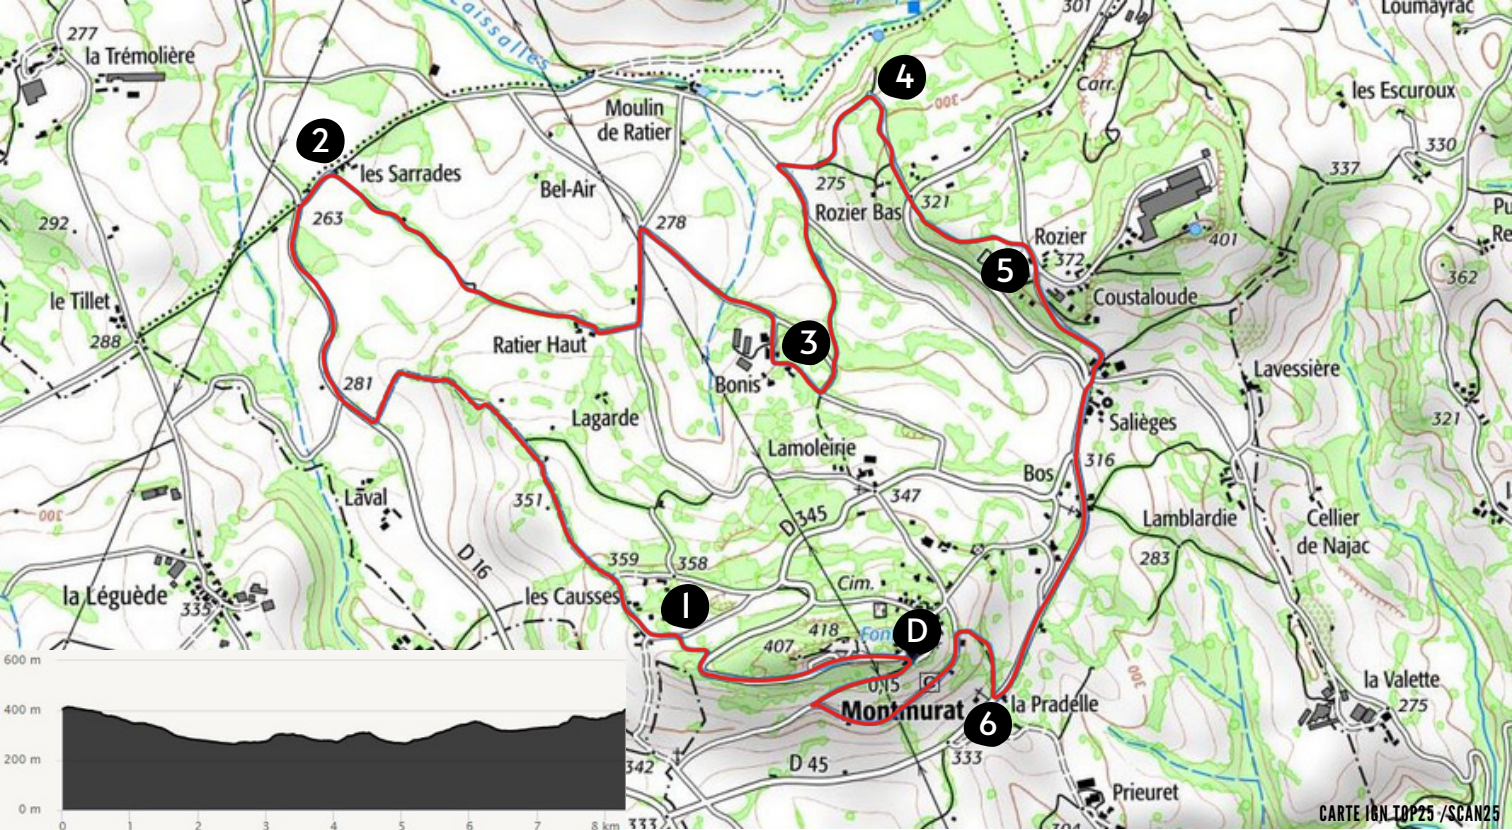 277
la Trémolière
Caissalles
301
Loumayrac
4
300
Carr.
les Escuroux
Moulin
de Ratier
2
les Sarrades
330
337
263
Bel-Air
275
Rozier Bas
321
292
278
Rozier
372
401
5
362
le Tillet
Coustaloude
288
Ratier Haut
3
Bonis
281
Lavessière
Lagarde
Salièges
321
Lamoleirie
316
Bos
351
Laval
347
300
D 345
Lamblardie
Cellier
de Najac
283
D 16
359
358
Cim.
la Léguède
les Causses
1
335
418
Fon
D
407
300
la Valette
Montmurat
la Pradelle
275
6
342
D 45
333
Prieuret
333
600 m
400 m
200 m
0 m
0
1
2
3
4
5
6
7
8 km
CARTE IGN TOP25 /SCAN25